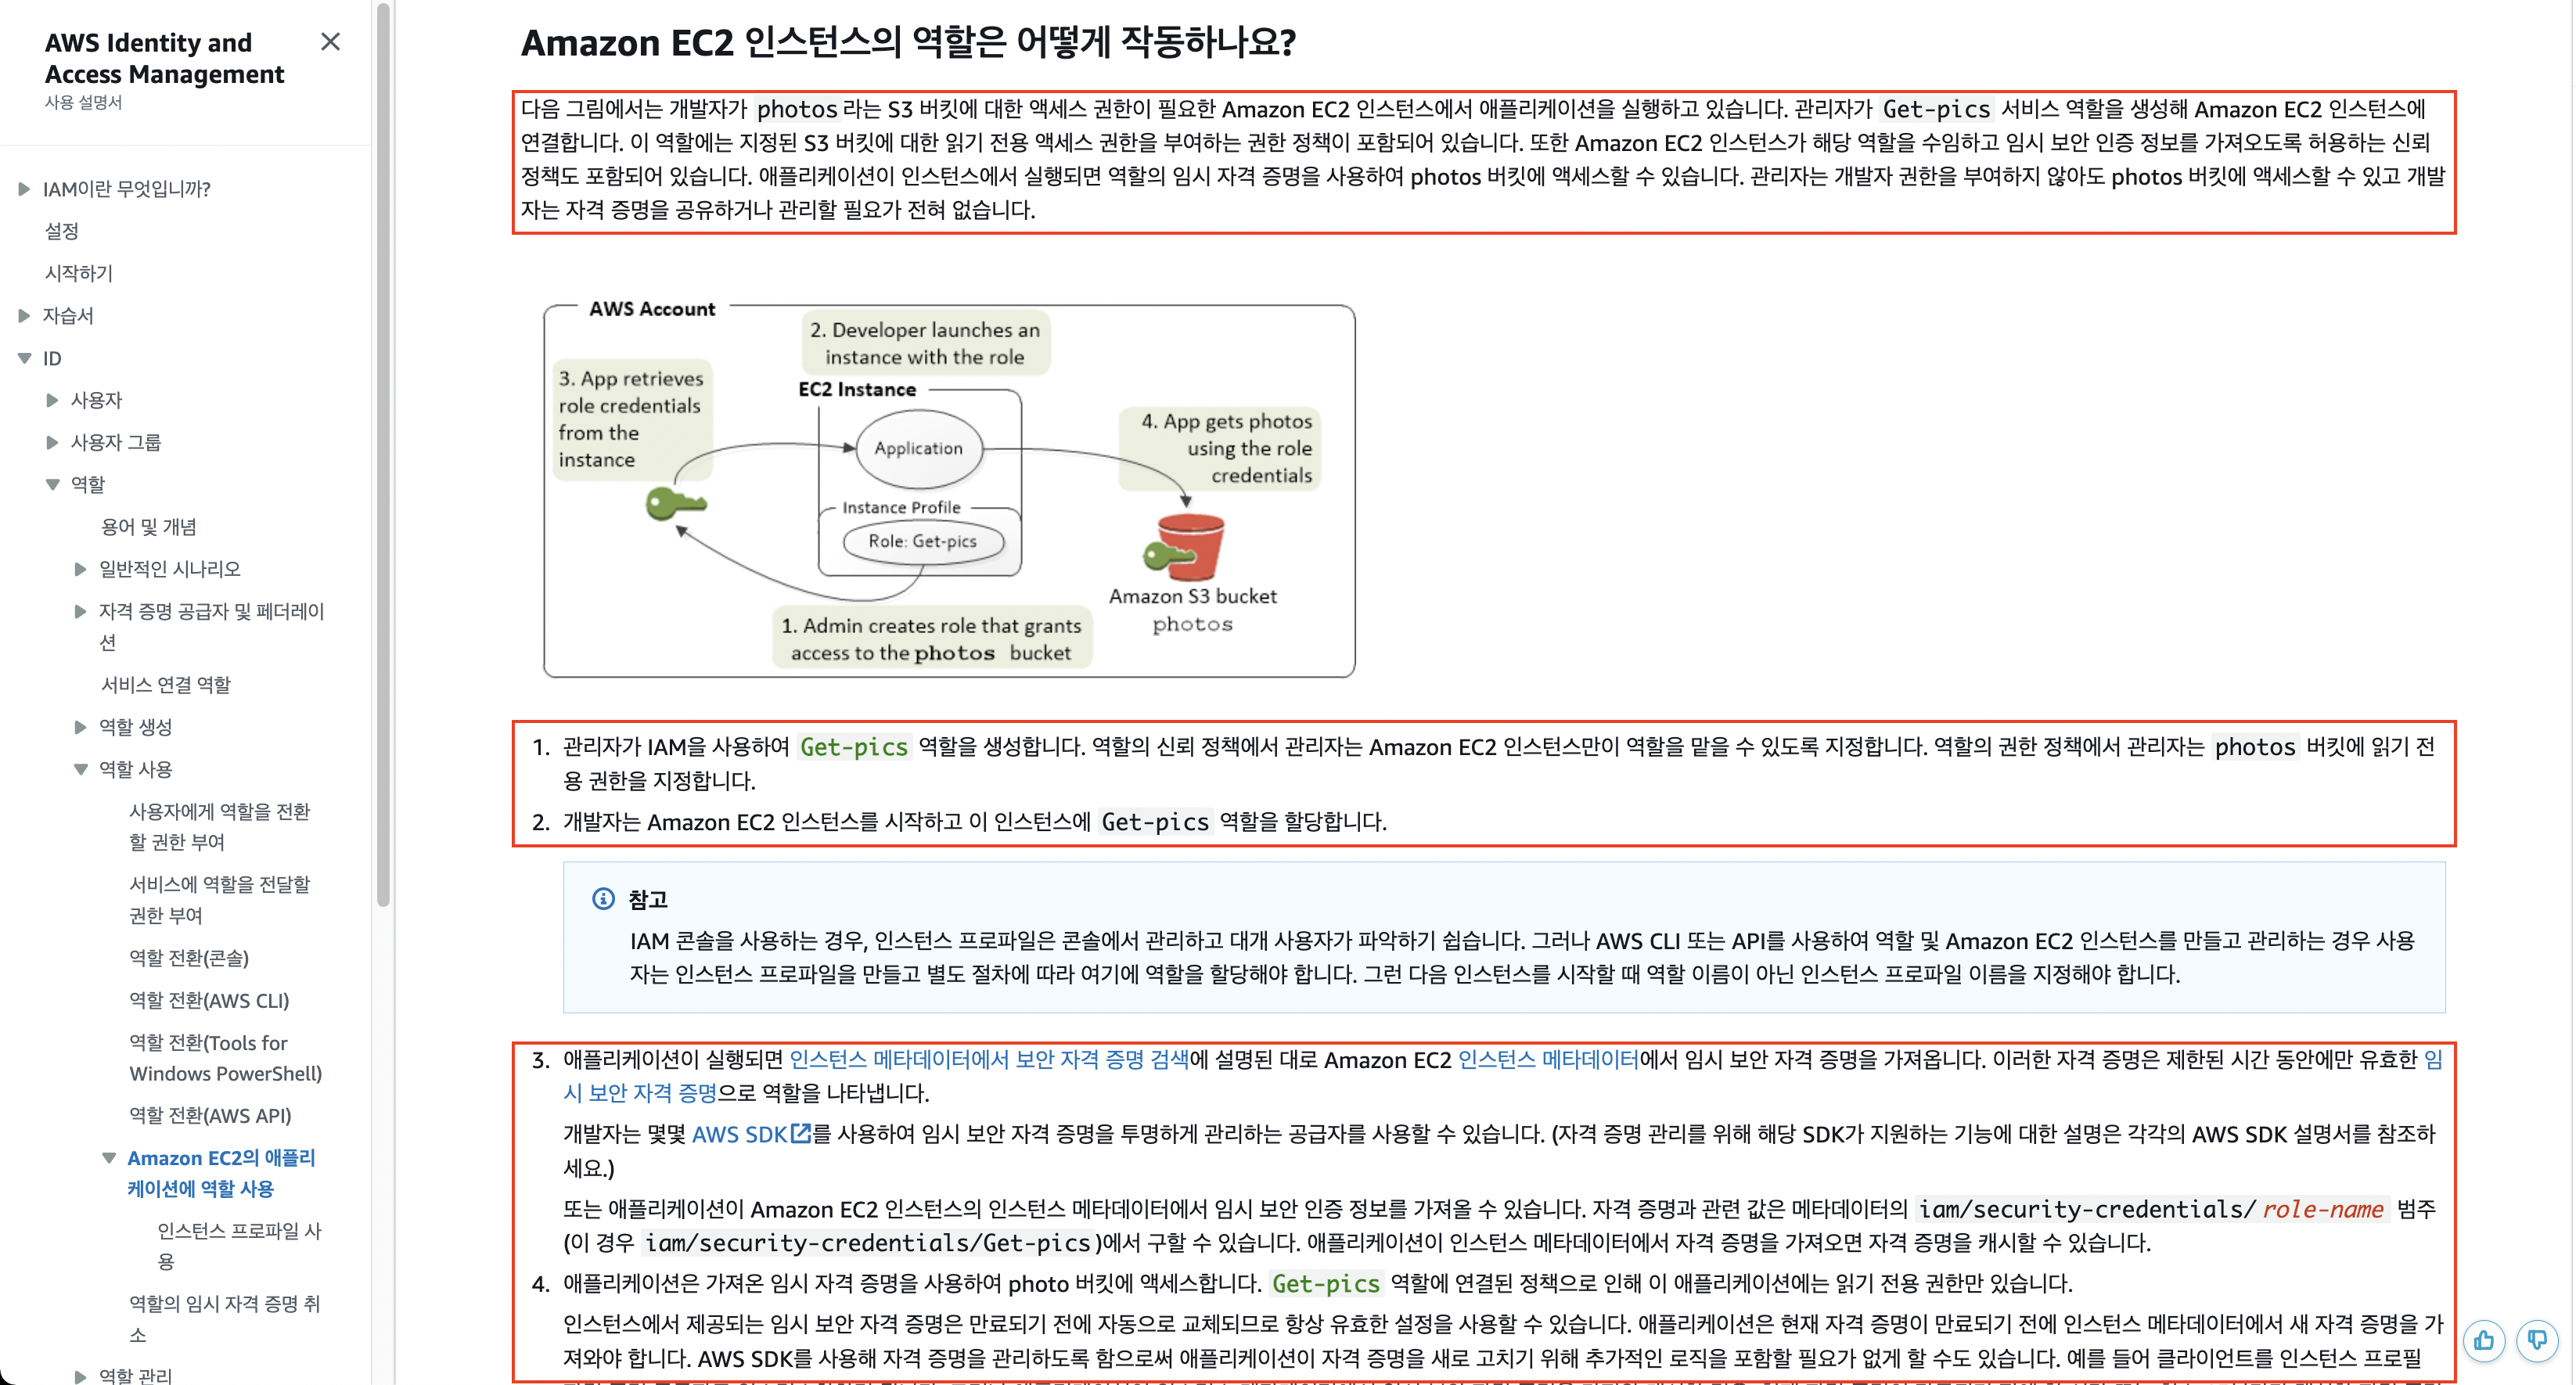 AWS Identity and
Access Management
사용 설명서
IAM이란 무엇입니까?
설정
시작하기
자습서
ID
사용자
사용자 그룹
역할
용어 및 개념
일반적인 시나리오
자격 증명 공급자 및 페더레이
션
서비스 연결 역할
역할 생성
역할 사용
사용자에게 역할을 전환
할 권한 부여
서비스에 역할을 전달할
권한 부여
역할 전환(콘솔)
역할 전환(AWS CLI)
역할 전환(Tools for
Windows PowerShell)
역할 전환(AWS API)
Amazon EC2의 애플리
케이션에 역할 사용
인스턴스 프로파일 사
용
역할의 임시 자격 증명 취
소
역할 관리
Amazon EC2 인스턴스의 역할은 어떻게 작동하나요?
다음 그림에서는 개발자가 photos라는 S3 버킷에 대한 액세스 권한이 필요한 Amazon EC2 인스턴스에서 애플리케이션을 실행하고 있습니다. 관리자가 Get-pics 서비스 역할을 생성해 Amazon EC2 인스턴스에
연결합니다. 이 역할에는 지정된 S3 버킷에 대한 읽기 전용 액세스 권한을 부여하는 권한 정책이 포함되어 있습니다. 또한 Amazon EC2 인스턴스가 해당 역할을 수임하고 임시 보안 인증 정보를 가져오도록 허용하는 신뢰
정책도 포함되어 있습니다. 애플리케이션이 인스턴스에서 실행되면 역할의 임시 자격 증명을 사용하여 photos 버킷에 액세스할 수 있습니다. 관리자는 개발자 권한을 부여하지 않아도 photos 버킷에 액세스할 수 있고 개발
자는 자격 증명을 공유하거나 관리할 필요가 전혀 없습니다.
AWS Account
2. Developer launches an
instance with the role
3. App retrieves
role credentials
from the
instance
EC2 Instance
Application
Instance Profile
Role: Get-pics
4. App gets photos
using the role
credentials
Amazon S3 bucket
photos
1. Admin creates role that grants
access to the photos bucket
1. 관리자가 IAM을 사용하여 Get-pics 역할을 생성합니다. 역할의 신뢰 정책에서 관리자는 Amazon EC2 인스턴스만이 역할을 맡을 수 있도록 지정합니다. 역할의 권한 정책에서 관리자는 photos 버킷에 읽기 전
용 권한을 지정합니다.
2. 개발자는 Amazon EC2 인스턴스를 시작하고 이 인스턴스에 Get-pics 역할을 할당합니다.
참고
IAM 콘솔을 사용하는 경우, 인스턴스 프로파일은 콘솔에서 관리하고 대개 사용자가 파악하기 쉽습니다. 그러나 AWS CLI 또는 API를 사용하여 역할 및 Amazon EC2 인스턴스를 만들고 관리하는 경우 사용
자는 인스턴스 프로파일을 만들고 별도 절차에 따라 여기에 역할을 할당해야 합니다. 그런 다음 인스턴스를 시작할 때 역할 이름이 아닌 인스턴스 프로파일 이름을 지정해야 합니다.
3. 애플리케이션이 실행되면 인스턴스 메타데이터에서 보안 자격 증명 검색에 설명된 대로 Amazon EC2 인스턴스 메타데이터에서 임시 보안 자격 증명을 가져옵니다. 이러한 자격 증명은 제한된 시간 동안에만 유효한 임
시 보안 자격 증명으로 역할을 나타냅니다.
개발자는 몇몇 AWS SDK를 사용하여 임시 보안 자격 증명을 투명하게 관리하는 공급자를 사용할 수 있습니다. (자격 증명 관리를 위해 해당 SDK가 지원하는 기능에 대한 설명은 각각의 AWS SDK 설명서를 참조하
세요.)
또는 애플리케이션이 Amazon EC2 인스턴스의 인스턴스 메타데이터에서 임시 보안 인증 정보를 가져올 수 있습니다. 자격 증명과 관련 값은 메타데이터의 iam/security-credentials/role-name 범주
(이 경우 iam/security-credentials/Get-pics)에서 구할 수 있습니다. 애플리케이션이 인스턴스 메타데이터에서 자격 증명을 가져오면 자격 증명을 캐시할 수 있습니다.
4. 애플리케이션은 가져온 임시 자격 증명을 사용하여 photo 버킷에 액세스합니다. Get-pics 역할에 연결된 정책으로 인해 이 애플리케이션에는 읽기 전용 권한만 있습니다.
인스턴스에서 제공되는 임시 보안 자격 증명은 만료되기 전에 자동으로 교체되므로 항상 유효한 설정을 사용할 수 있습니다. 애플리케이션은 현재 자격 증명이 만료되기 전에 인스턴스 메타데이터에서 새 자격 증명을 가
져와야 합니다. AWS SDK를 사용해 자격 증명을 관리하도록 함으로써 애플리케이션이 자격 증명을 새로 고치기 위해 추가적인 로직을 포함할 필요가 없게 할 수도 있습니다. 예를 들어 클라이언트를 인스턴스 프로필